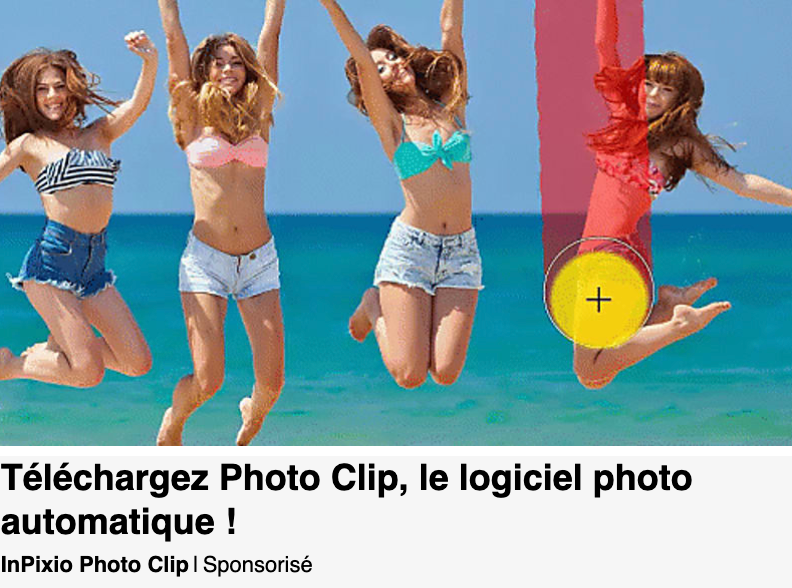 Téléchargez Photo Clip, le logiciel photo
automatique !
InPixio Photo Clip | Sponsorisé